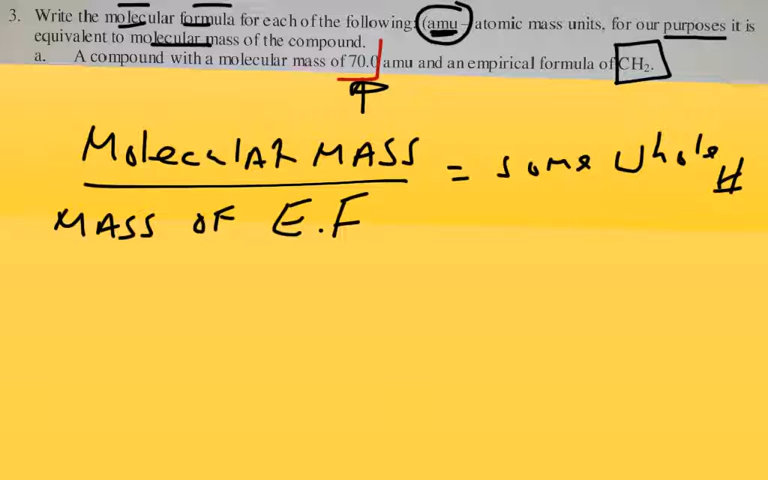 3. Write the molecular formula for each of the following: (amu – atomic mass units, for our purposes it is
equivalent to molecular mass of the compound.
a. A compound with a molecular mass of 70.0 amu and an empirical formula of CH₂.
MoleculAR MASS
= some whole #
MASS OF E.F